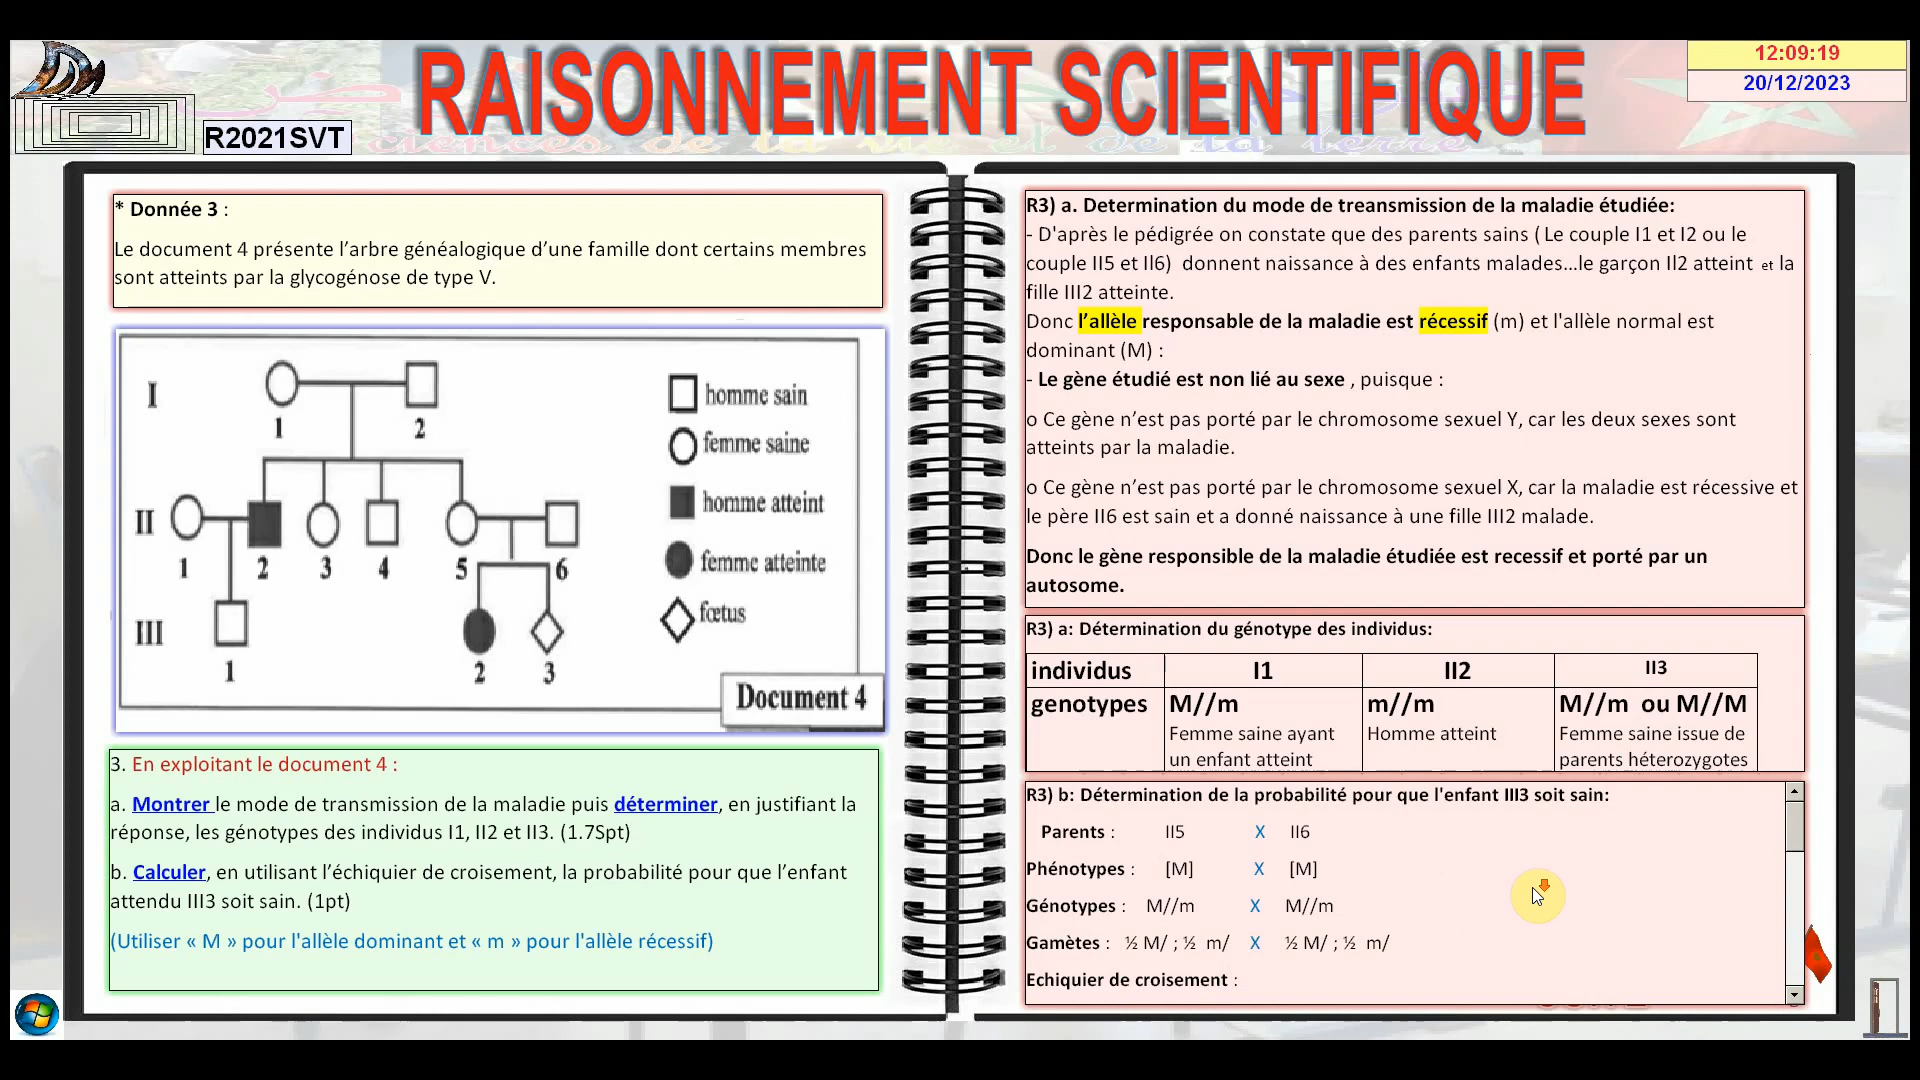 RAISONNEMENT SCIENTIFIQUE
12:09:19
20/12/2023
R2021SVT
sciences de la vie et de la terre
* Donnée 3 :
Le document 4 présente l’arbre généalogique d’une famille dont certains membres
sont atteints par la glycogénose de type V.
I
1
2
II
1
2
3
4
5
6
III
1
2
3
homme sain
femme saine
homme atteint
femme atteinte
fœtus
Document 4
3. En exploitant le document 4 :
a. Montrer le mode de transmission de la maladie puis déterminer, en justifiant la
réponse, les génotypes des individus I1, II2 et II3. (1.7Spt)
b. Calculer, en utilisant l’échiquier de croisement, la probabilité pour que l’enfant
attendu III3 soit sain. (1pt)
(Utiliser « M » pour l'allèle dominant et « m » pour l'allèle récessif)
R3) a. Determination du mode de treansmission de la maladie étudiée:
- D'après le pédigrée on constate que des parents sains ( Le couple I1 et I2 ou le
couple II5 et Il6) donnent naissance à des enfants malades...le garçon Il2 atteint et la
fille III2 atteinte.
Donc l’allèle responsable de la maladie est récessif (m) et l'allèle normal est
dominant (M) :
- Le gène étudié est non lié au sexe , puisque :
o Ce gène n’est pas porté par le chromosome sexuel Y, car les deux sexes sont
atteints par la maladie.
o Ce gène n’est pas porté par le chromosome sexuel X, car la maladie est récessive et
le père II6 est sain et a donné naissance à une fille III2 malade.
Donc le gène responsible de la maladie étudiée est recessif et porté par un
autosome.
R3) a: Détermination du génotype des individus:
individus I1 II2 II3
genotypes M//m m//m M//m ou M//M
Femme saine ayant Homme atteint Femme saine issue de
un enfant atteint parents hétérozygotes
R3) b: Détermination de la probabilité pour que l'enfant III3 soit sain:
Parents : II5 X II6
Phénotypes : [M] X [M]
Génotypes : M//m X M//m
Gamètes : ½ M/ ; ½ m/ X ½ M/ ; ½ m/
Echiquier de croisement :